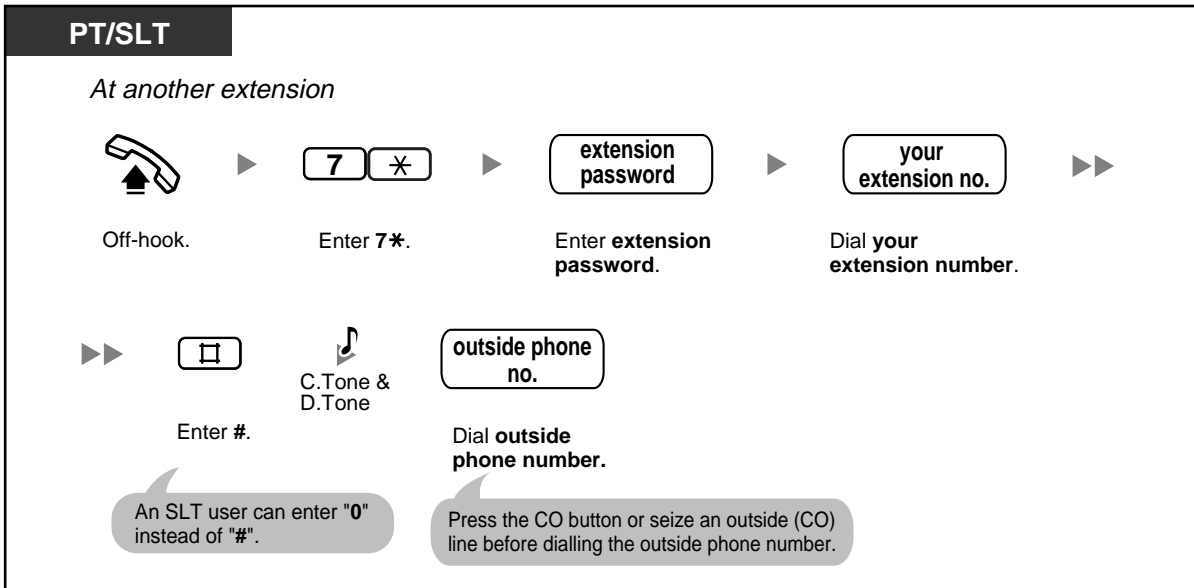 PT/SLT
At another extension
7 ✳
extension
password
your
extension no.
Off-hook.
Enter 7✳.
Enter extension
password.
Dial your
extension number.
#
C.Tone &
D.Tone
outside phone
no.
Enter #.
Dial outside
phone number.
An SLT user can enter "0"
instead of "#".
Press the CO button or seize an outside (CO)
line before dialling the outside phone number.